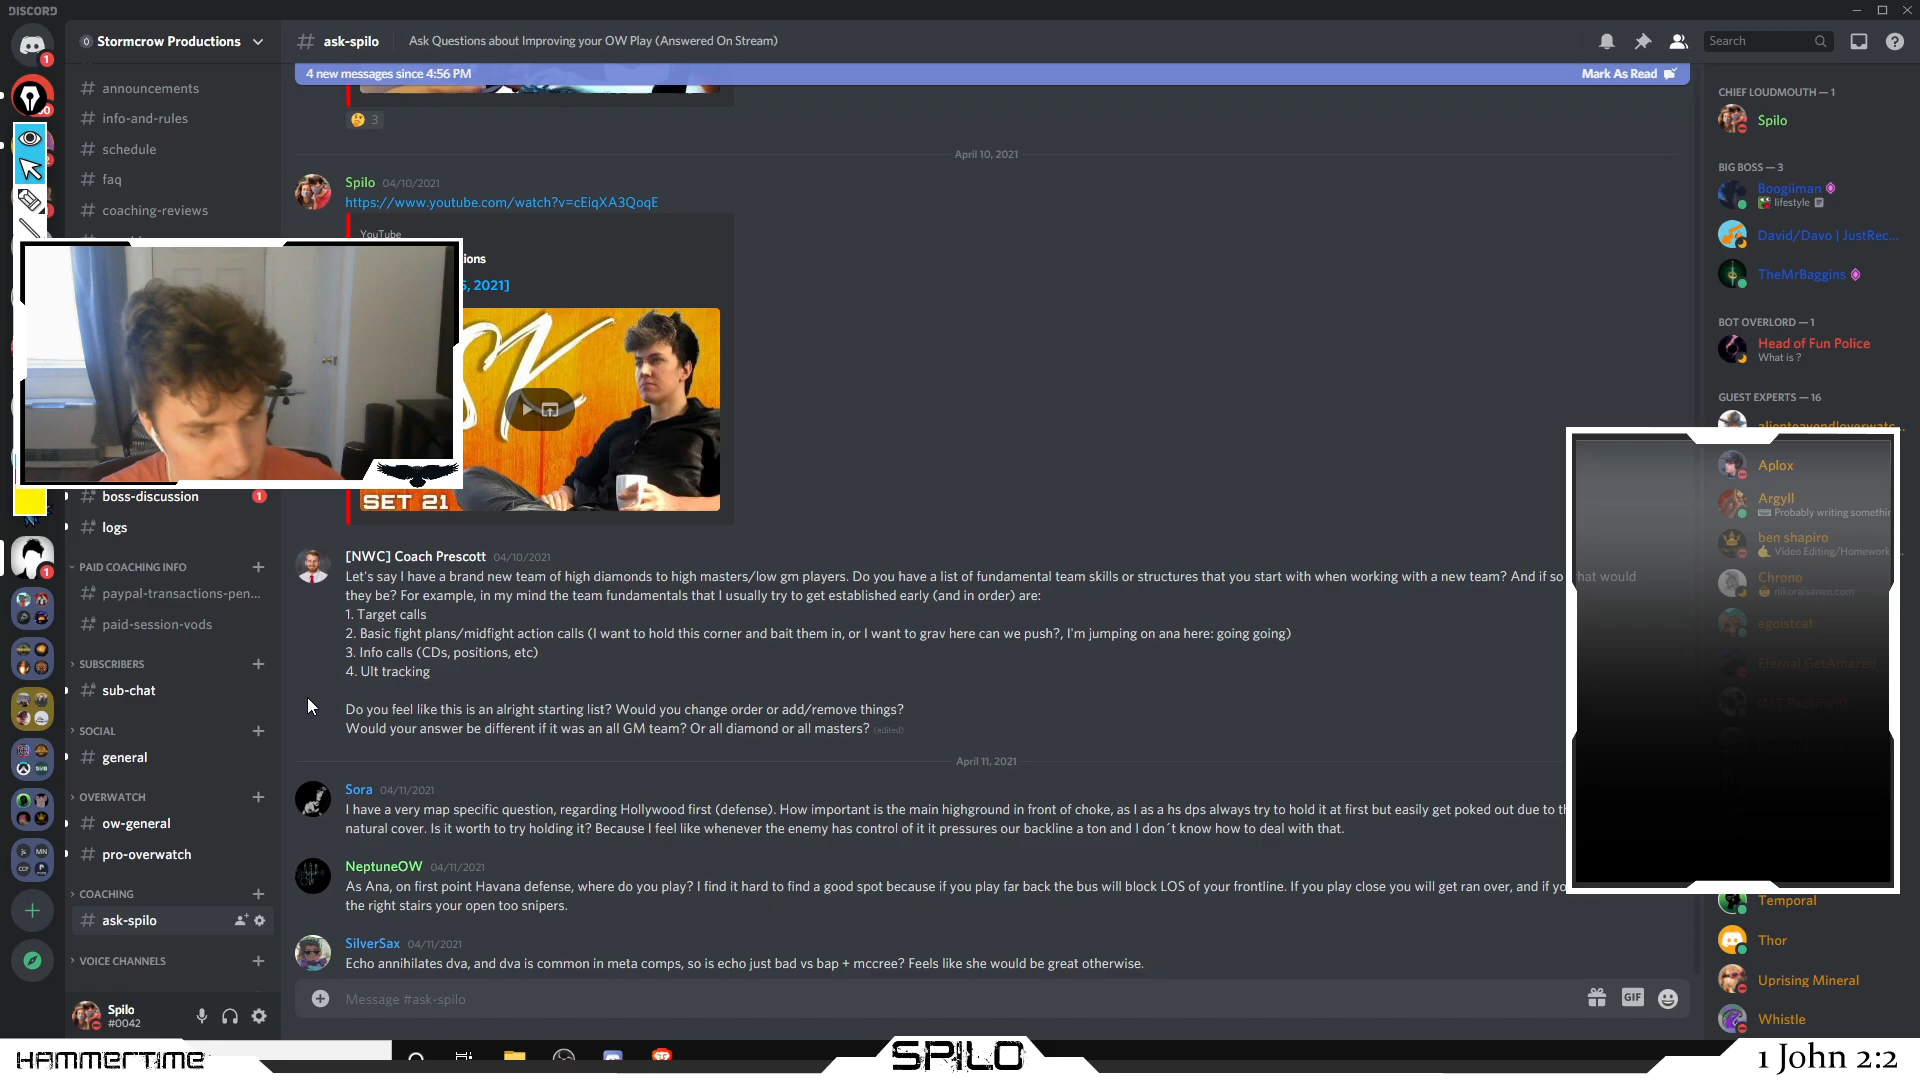 DISCORD
Stormcrow Productions
ask-spilo
Ask Questions about Improving your OW Play (Answered On Stream)
Search
4 new messages since 4:56 PM
Mark As Read
announcements
info-and-rules
schedule
faq
coaching-reviews
boss-discussion
1
logs
PAID COACHING INFO
paypal-transactions-pen...
paid-session-vods
SUBSCRIBERS
sub-chat
SOCIAL
general
OVERWATCH
ow-general
pro-overwatch
COACHING
ask-spilo
VOICE CHANNELS
Spilo
#0042
3
April 10, 2021
Spilo 04/10/2021
https://www.youtube.com/watch?v=cEiqXA3QoqE
YouTube
ions
5, 2021]
SET 21
[NWC] Coach Prescott 04/10/2021
Let's say I have a brand new team of high diamonds to high masters/low gm players. Do you have a list of fundamental team skills or structures that you start with when working with a new team? And if so hat would
they be? For example, in my mind the team fundamentals that I usually try to get established early (and in order) are:
1. Target calls
2. Basic fight plans/midfight action calls (I want to hold this corner and bait them in, or I want to grav here can we push?, I'm jumping on ana here: going going)
3. Info calls (CDs, positions, etc)
4. Ult tracking
Do you feel like this is an alright starting list? Would you change order or add/remove things?
Would your answer be different if it was an all GM team? Or all diamond or all masters? (edited)
April 11, 2021
Sora 04/11/2021
I have a very map specific question, regarding Hollywood first (defense). How important is the main highground in front of choke, as I as a hs dps always try to hold it at first but easily get poked out due to th
natural cover. Is it worth to try holding it? Because I feel like whenever the enemy has control of it it pressures our backline a ton and I don´t know how to deal with that.
NeptuneOW 04/11/2021
As Ana, on first point Havana defense, where do you play? I find it hard to find a good spot because if you play far back the bus will block LOS of your frontline. If you play close you will get ran over, and if yo
the right stairs your open too snipers.
SilverSax 04/11/2021
Echo annihilates dva, and dva is common in meta comps, so is echo just bad vs bap + mccree? Feels like she would be great otherwise.
Message #ask-spilo
GIF
CHIEF LOUDMOUTH — 1
Spilo
BIG BOSS — 3
Boogiiman
lifestyle
David/Davo | JustRec...
TheMrBaggins
BOT OVERLORD — 1
Head of Fun Police
What is ?
GUEST EXPERTS — 16
Aplox
Argyll
Probably writing somethin
ben shapiro
Video Editing/Homework
Chrono
nikoraisanen.com
egoistcat
Eternal GetAmazed
Temporal
Thor
Uprising Mineral
Whistle
HAMMERTIME
SPILO
1 John 2:2